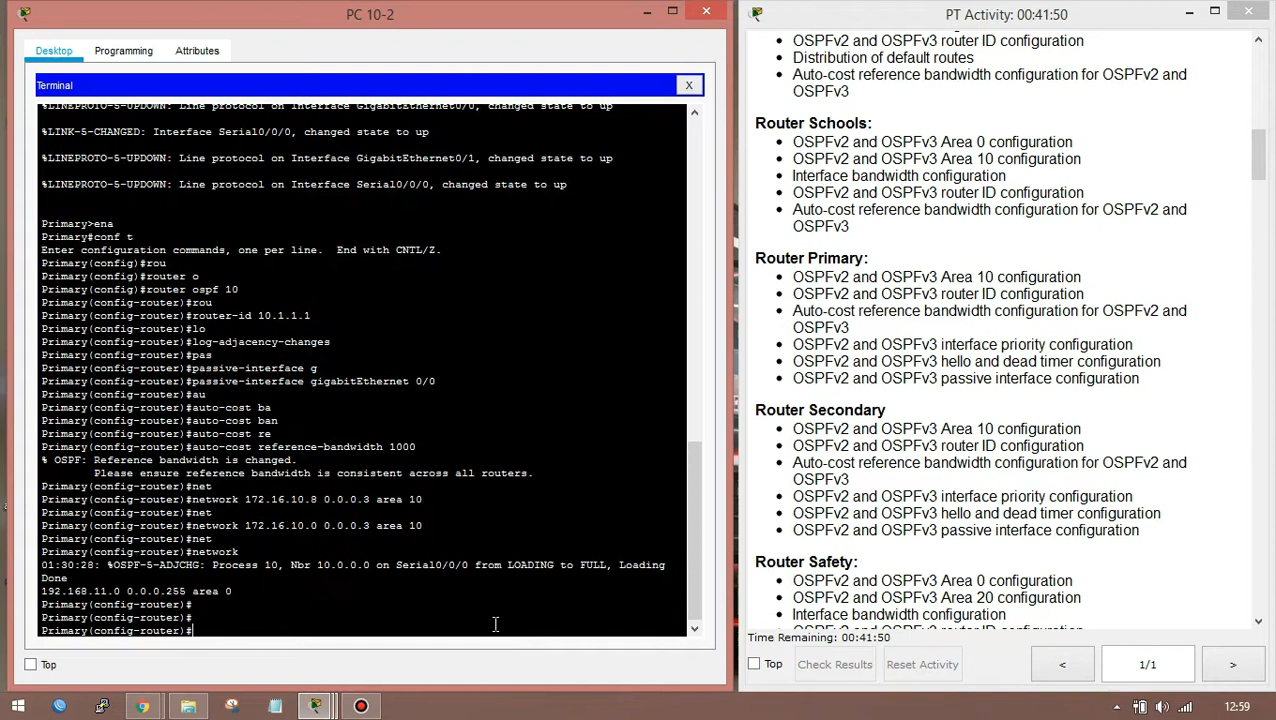 PC 10-2
Desktop
Programming
Attributes
Terminal
X
%LINEPROTO-5-UPDOWN: Line protocol on Interface GigabitEthernet0/0, changed state to up
%LINK-5-CHANGED: Interface Serial0/0/0, changed state to up
%LINEPROTO-5-UPDOWN: Line protocol on Interface GigabitEthernet0/1, changed state to up
%LINEPROTO-5-UPDOWN: Line protocol on Interface Serial0/0/0, changed state to up
Primary>ena
Primary#conf t
Enter configuration commands, one per line.  End with CNTL/Z.
Primary(config)#rou
Primary(config)#router o
Primary(config)#router ospf 10
Primary(config-router)#rou
Primary(config-router)#router-id 10.1.1.1
Primary(config-router)#lo
Primary(config-router)#log-adjacency-changes
Primary(config-router)#pas
Primary(config-router)#passive-interface g
Primary(config-router)#passive-interface gigabitEthernet 0/0
Primary(config-router)#au
Primary(config-router)#auto-cost ba
Primary(config-router)#auto-cost ban
Primary(config-router)#auto-cost re
Primary(config-router)#auto-cost reference-bandwidth 1000
% OSPF: Reference bandwidth is changed.
Please ensure reference bandwidth is consistent across all routers.
Primary(config-router)#net
Primary(config-router)#network 172.16.10.8 0.0.0.3 area 10
Primary(config-router)#net
Primary(config-router)#network 172.16.10.0 0.0.0.3 area 10
Primary(config-router)#net
Primary(config-router)#network
01:30:28: %OSPF-5-ADJCHG: Process 10, Nbr 10.0.0.0 on Serial0/0/0 from LOADING to FULL, Loading
Done
192.168.11.0 0.0.0.255 area 0
Primary(config-router)#
Primary(config-router)#
Primary(config-router)#
Top
PT Activity: 00:41:50
OSPFv2 and OSPFv3 router ID configuration
Distribution of default routes
Auto-cost reference bandwidth configuration for OSPFv2 and
OSPFv3
Router Schools:
OSPFv2 and OSPFv3 Area 0 configuration
OSPFv2 and OSPFv3 Area 10 configuration
Interface bandwidth configuration
OSPFv2 and OSPFv3 router ID configuration
Auto-cost reference bandwidth configuration for OSPFv2 and
OSPFv3
Router Primary:
OSPFv2 and OSPFv3 Area 10 configuration
OSPFv2 and OSPFv3 router ID configuration
Auto-cost reference bandwidth configuration for OSPFv2 and
OSPFv3
OSPFv2 and OSPFv3 interface priority configuration
OSPFv2 and OSPFv3 hello and dead timer configuration
OSPFv2 and OSPFv3 passive interface configuration
Router Secondary
OSPFv2 and OSPFv3 Area 10 configuration
OSPFv2 and OSPFv3 router ID configuration
Auto-cost reference bandwidth configuration for OSPFv2 and
OSPFv3
OSPFv2 and OSPFv3 interface priority configuration
OSPFv2 and OSPFv3 hello and dead timer configuration
OSPFv2 and OSPFv3 passive interface configuration
Router Safety:
OSPFv2 and OSPFv3 Area 0 configuration
OSPFv2 and OSPFv3 Area 20 configuration
Interface bandwidth configuration
OSPFv2 and OSPFv3 router ID configuration
Time Remaining: 00:41:50
Top
Check Results
Reset Activity
<
1/1
>
12:59